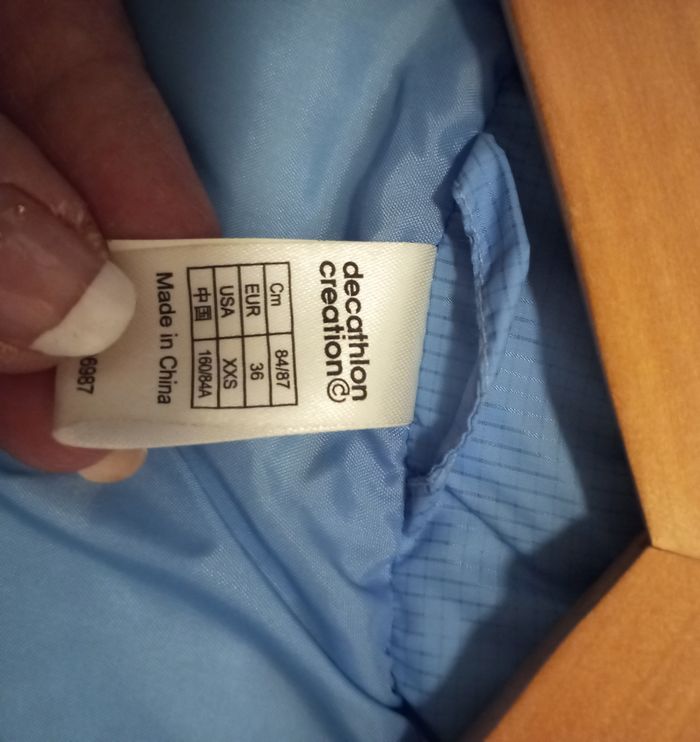 decathlon
creation©
Cm 84/87
EUR 36
USA XXS
中国 160/84A
Made in China
6987